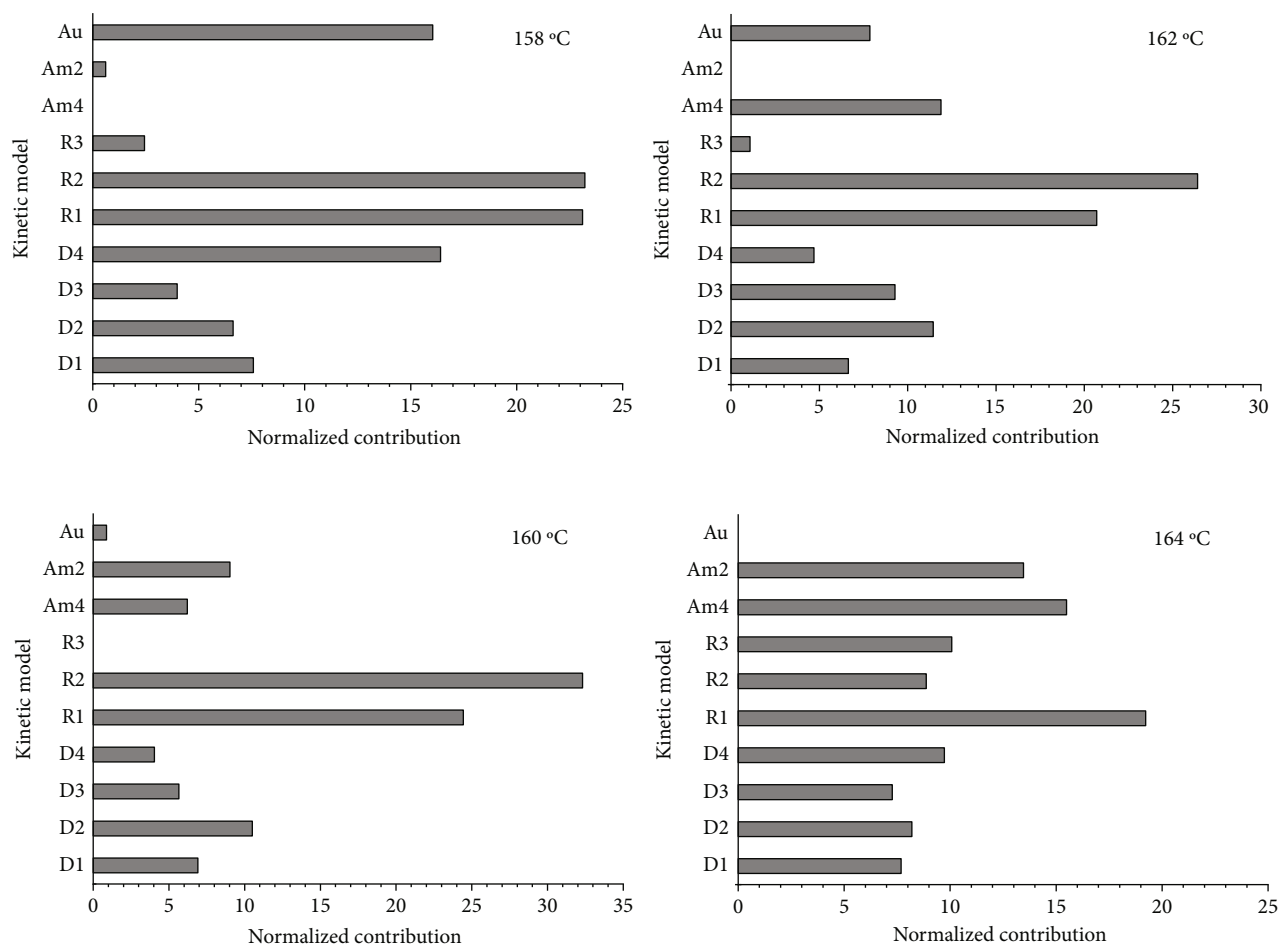 Kinetic model
Au
Am2
Am4
R3
R2
R1
D4
D3
D2
D1
158 ºC
0 5 10 15 20 25
Normalized contribution
Kinetic model
Au
Am2
Am4
R3
R2
R1
D4
D3
D2
D1
162 ºC
0 5 10 15 20 25 30
Normalized contribution
Kinetic model
Au
Am2
Am4
R3
R2
R1
D4
D3
D2
D1
160 ºC
0 5 10 15 20 25 30 35
Normalized contribution
Kinetic model
Au
Am2
Am4
R3
R2
R1
D4
D3
D2
D1
164 ºC
0 5 10 15 20 25
Normalized contribution